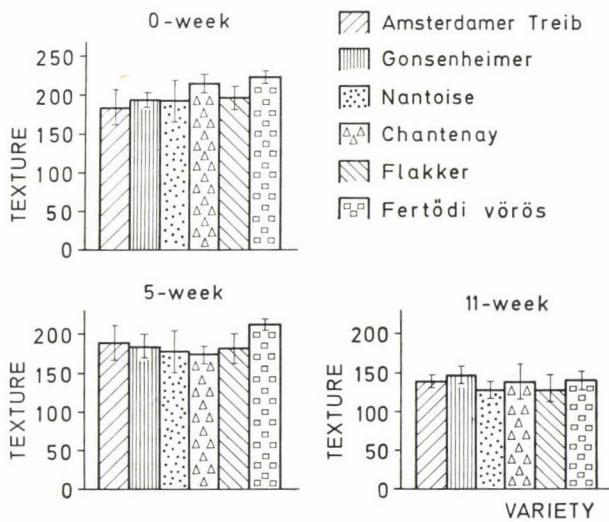 0-week
TEXTURE
250
200
150
100
50
0
Amsterdamer Treib
Gonsenheimer
Nantoise
Chantenay
Flakker
Fertődi vörös
5-week
TEXTURE
200
150
100
50
0
11-week
TEXTURE
200
150
100
50
0
VARIETY